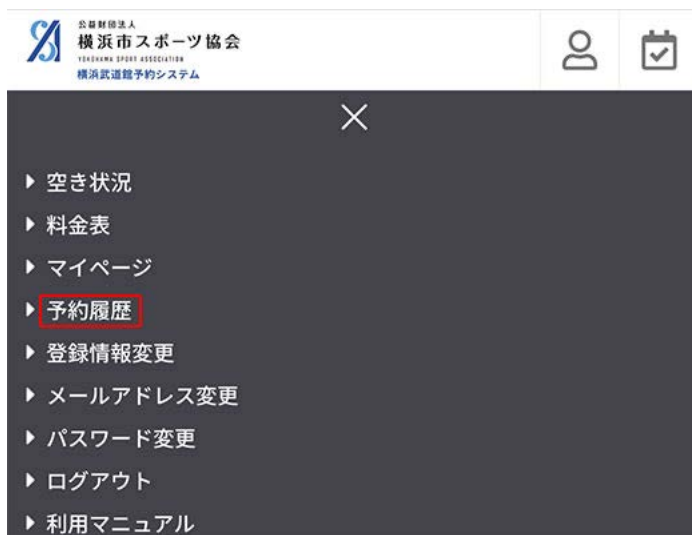 公益財団法人
横浜市スポーツ協会
YOKOHAMA SPORT ASSOCIATION
横浜武道館予約システム
空き状況
料金表
マイページ
予約履歴
登録情報変更
メールアドレス変更
パスワード変更
ログアウト
利用マニュアル